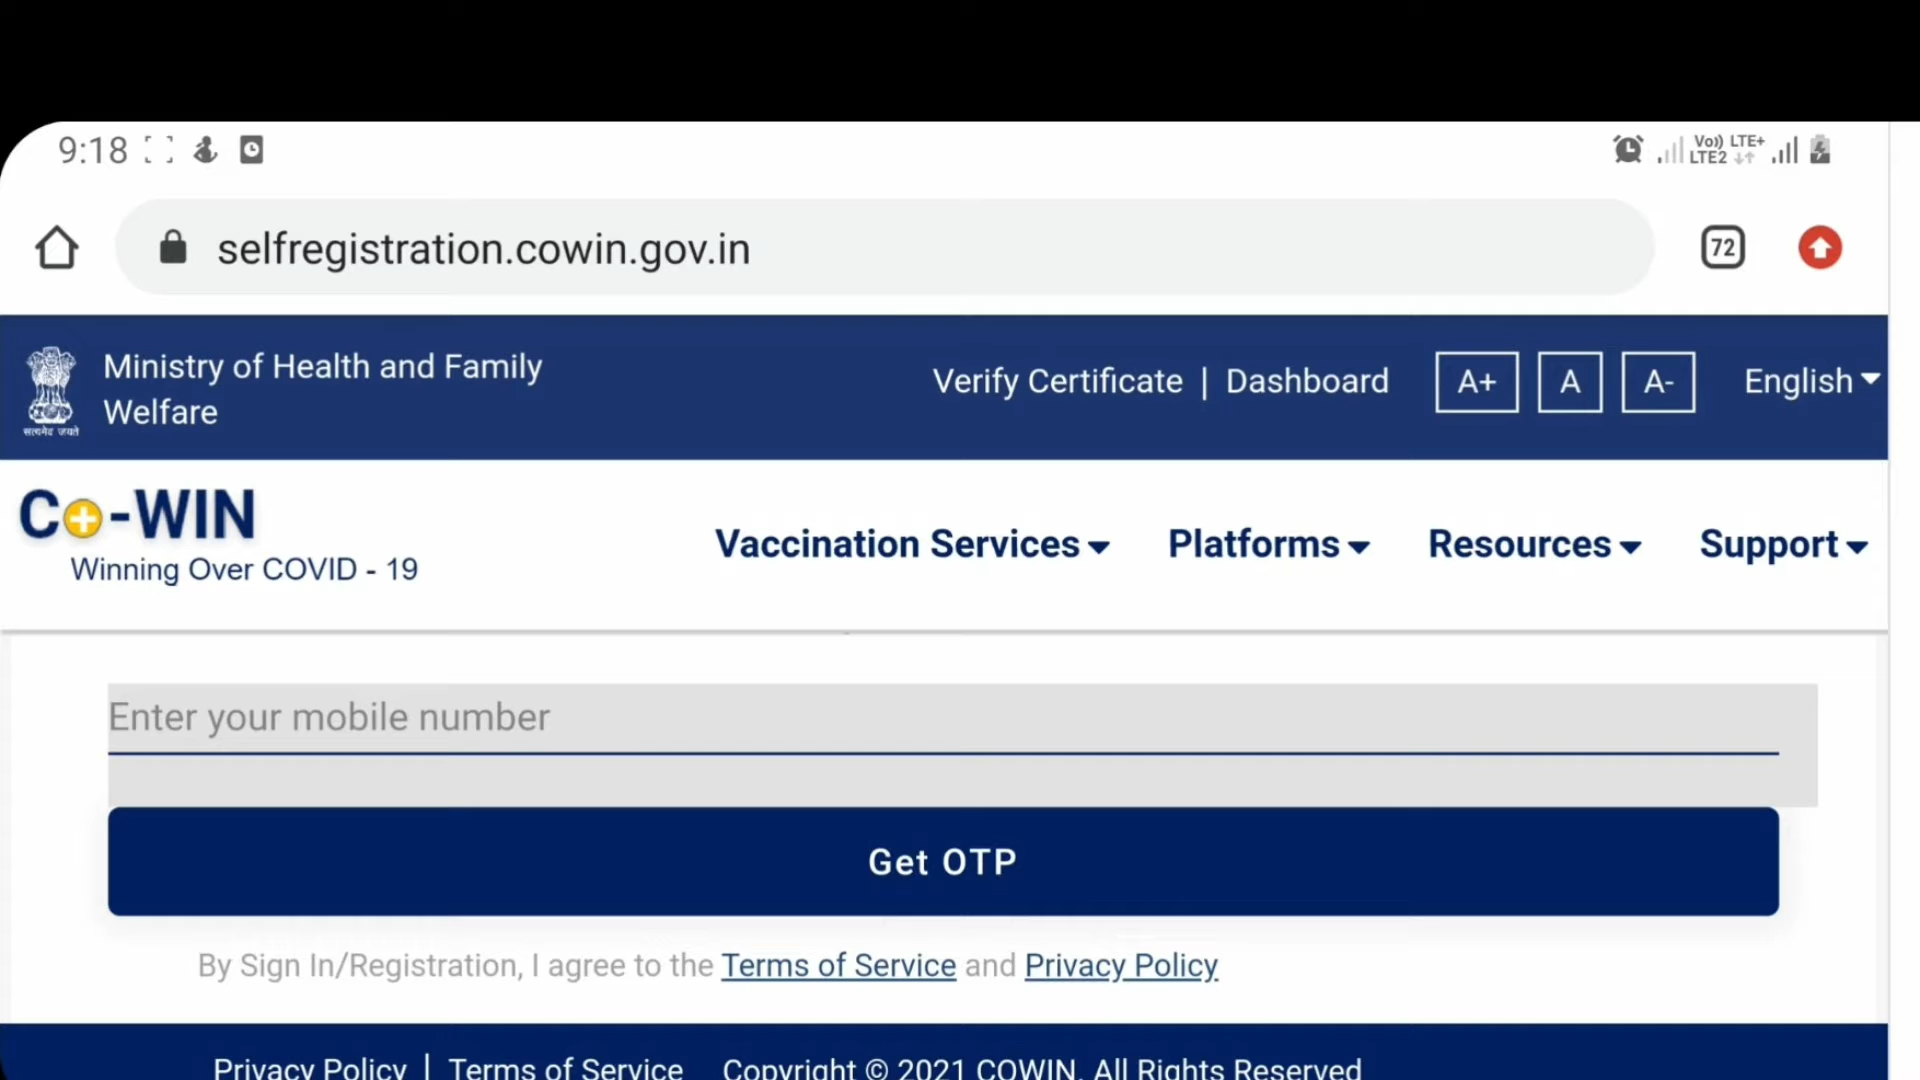 9:18 Vo)) LTE+
LTE2
selfregistration.cowin.gov.in 72
Ministry of Health and Family
Welfare
सत्यमेव जयते
Verify Certificate | Dashboard A+ A A- English
Co-WIN
Winning Over COVID - 19
Vaccination Services Platforms Resources Support
Enter your mobile number
Get OTP
By Sign In/Registration, I agree to the Terms of Service and Privacy Policy
Privacy Policy | Terms of Service Copyright © 2021 COWIN. All Rights Reserved